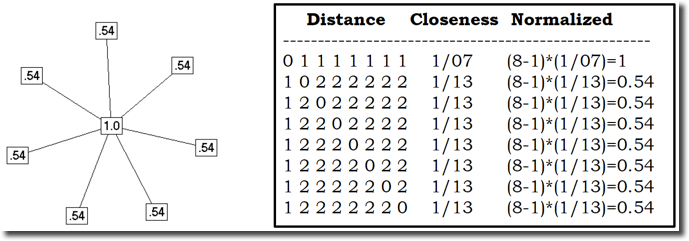 .54
.54
.54
1.0
.54
.54
.54
.54
Distance Closeness Normalized
------------------------------------------------------
0 1 1 1 1 1 1 1 1/07 (8-1)*(1/07)=1
1 0 2 2 2 2 2 2 1/13 (8-1)*(1/13)=0.54
1 2 0 2 2 2 2 2 1/13 (8-1)*(1/13)=0.54
1 2 2 0 2 2 2 2 1/13 (8-1)*(1/13)=0.54
1 2 2 2 0 2 2 2 1/13 (8-1)*(1/13)=0.54
1 2 2 2 2 0 2 2 1/13 (8-1)*(1/13)=0.54
1 2 2 2 2 2 0 2 1/13 (8-1)*(1/13)=0.54
1 2 2 2 2 2 2 0 1/13 (8-1)*(1/13)=0.54